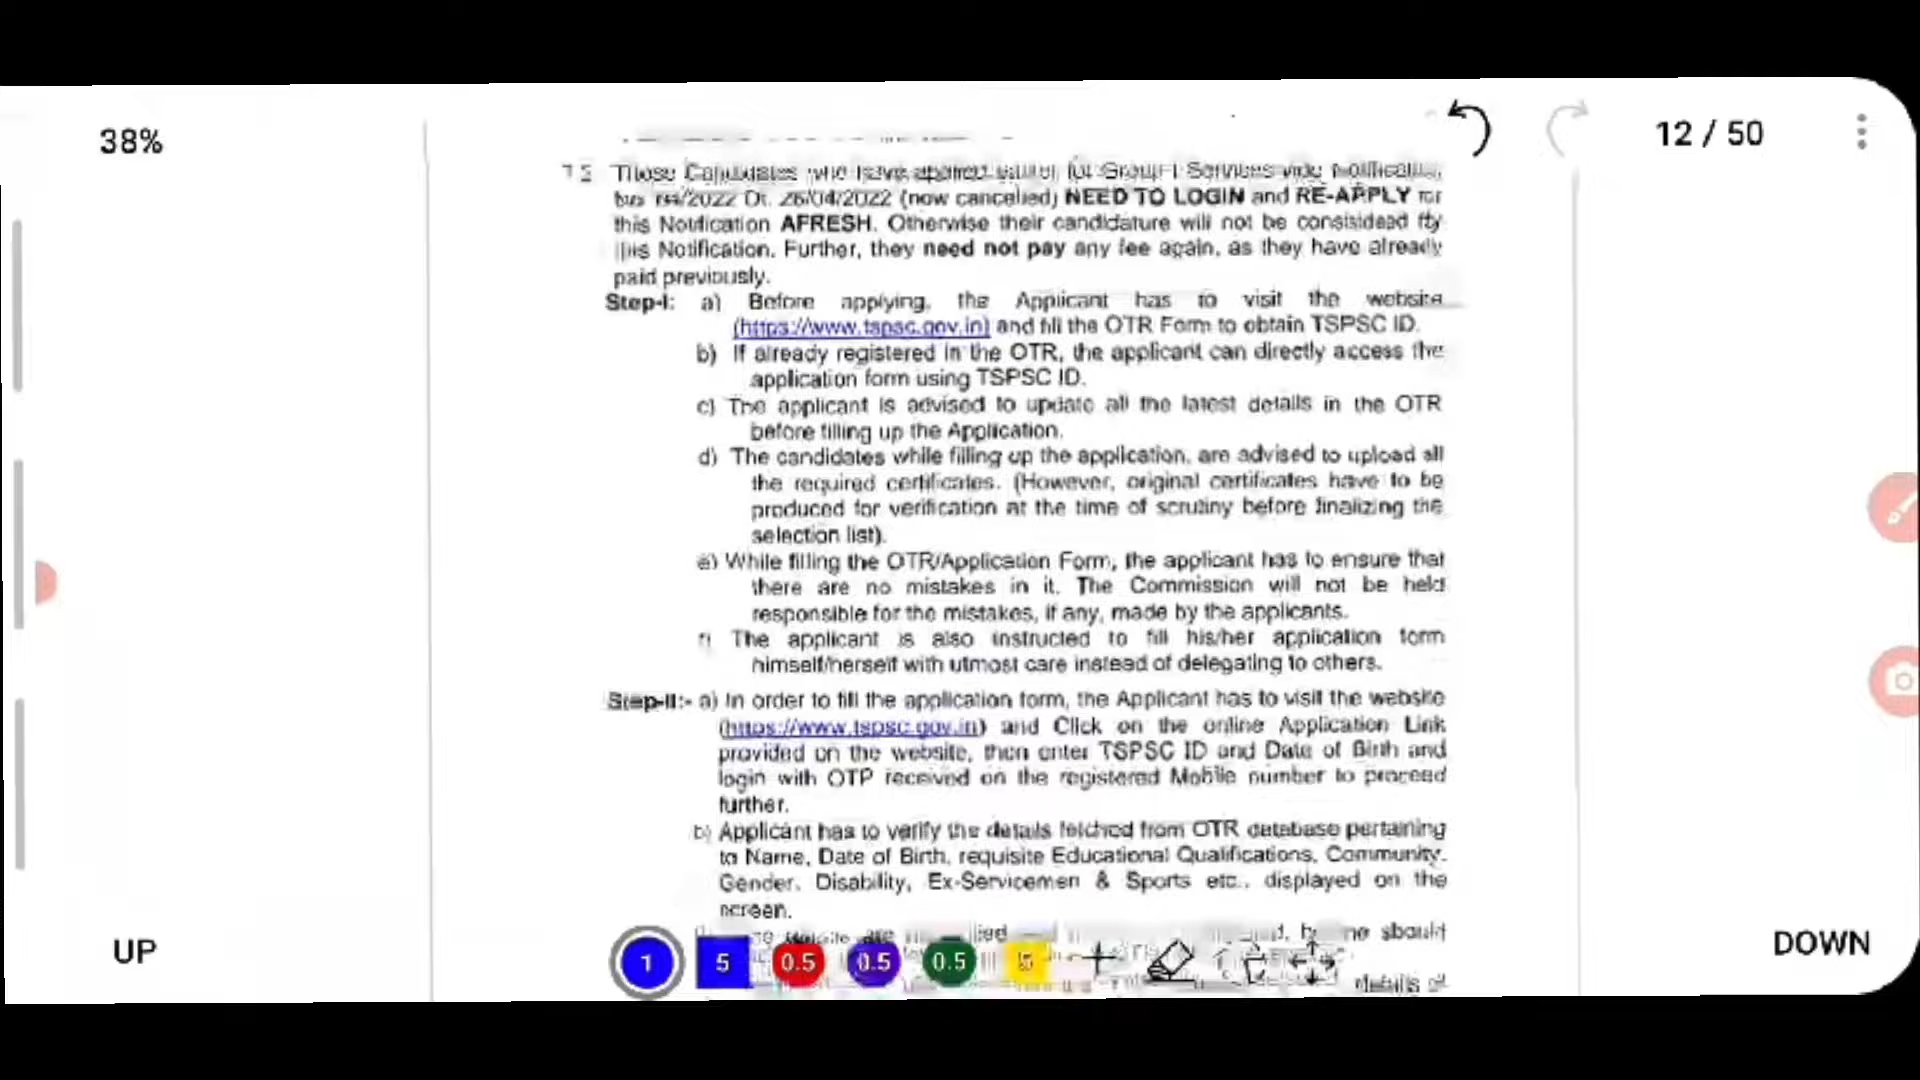 38%
12 / 50
Those Candidates who have applied earlier for Group-I Services vide Notification
04/2022 Dt. 26/04/2022 (now cancelled) NEED TO LOGIN and RE-APPLY for
this Notification AFRESH. Otherwise their candidature will not be
this Notification. Further, they need not pay any fee again, as they have already
paid previously.
Step-I: a) Before applying, the Applicant has to visit the website
(https://www.tspsc.gov.in) and fill the OTR Form to obtain TSPSC ID.
b) If already registered in the OTR, the applicant can directly access the
application form using TSPSC ID.
c) The applicant is advised to update all the latest details in the OTR
before filling up the Application.
d) The candidates while filling up the application, are advised to upload all
the required certificates. (However, original certificates have to be
produced for verification at the time of scrutiny before finalizing the
selection list).
e) While filling the OTR/Application Form, the applicant has to ensure that
there are no mistakes in it. The Commission will not be held
responsible for the mistakes, if any, made by the applicants.
f) The applicant is also instructed to fill his/her application form
himself/herself with utmost care instead of delegating to others.
Step-II:- a) In order to fill the application form, the Applicant has to visit the website
(https://www.tspsc.gov.in) and Click on the online Application Link
provided on the website, then enter TSPSC ID and Date of Birth and
login with OTP received on the registered Mobile number to proceed
further.
b) Applicant has to verify the details fetched from OTR database pertaining
to Name, Date of Birth, requisite Educational Qualifications, Community,
Gender, Disability, Ex-Servicemen & Sports etc., displayed on the
screen.
should
details of
UP
1 5 0.5 0.5 0.5 5
DOWN